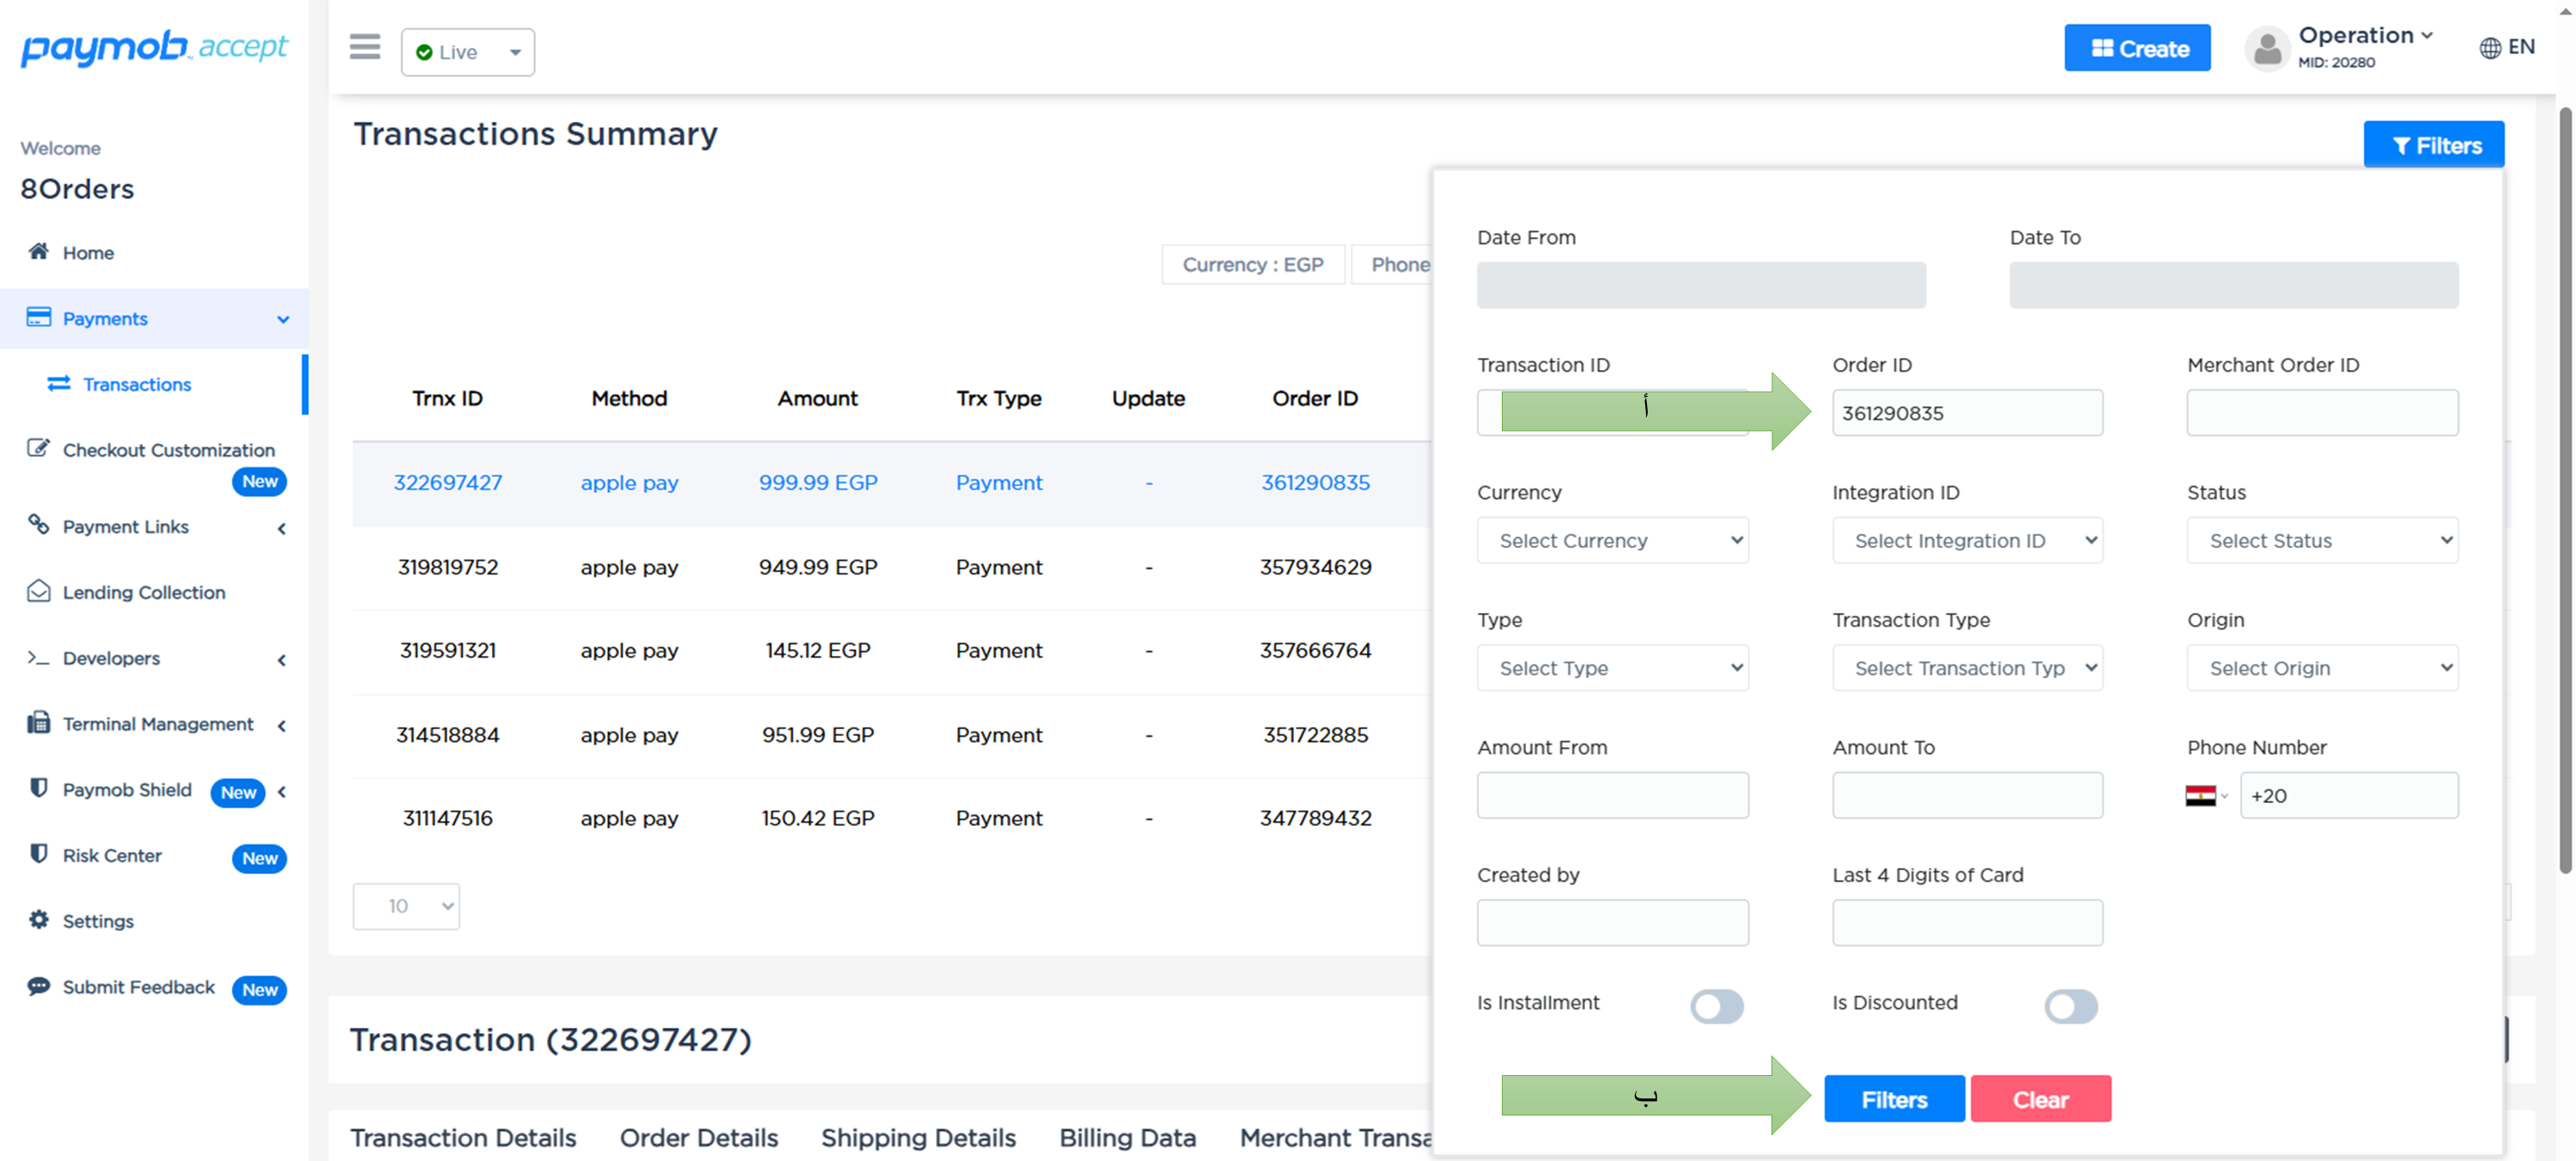 paymob accept
Live
Create
Operation
MID: 20280
EN
Welcome
8Orders
Home
Payments
Transactions
Checkout Customization
New
Payment Links
Lending Collection
Developers
Terminal Management
Paymob Shield New
Risk Center New
Settings
Submit Feedback New
Transactions Summary
Filters
Currency : EGP Phone
Trnx ID Method Amount Trx Type Update Order ID
322697427 apple pay 999.99 EGP Payment - 361290835
319819752 apple pay 949.99 EGP Payment - 357934629
319591321 apple pay 145.12 EGP Payment - 357666764
314518884 apple pay 951.99 EGP Payment - 351722885
311147516 apple pay 150.42 EGP Payment - 347789432
10
Transaction (322697427)
Transaction Details Order Details Shipping Details Billing Data Merchant Transa
Date From Date To
Transaction ID Order ID Merchant Order ID
أ 361290835
Currency Integration ID Status
Select Currency Select Integration ID Select Status
Type Transaction Type Origin
Select Type Select Transaction Typ Select Origin
Amount From Amount To Phone Number
+20
Created by Last 4 Digits of Card
Is Installment Is Discounted
ب Filters Clear